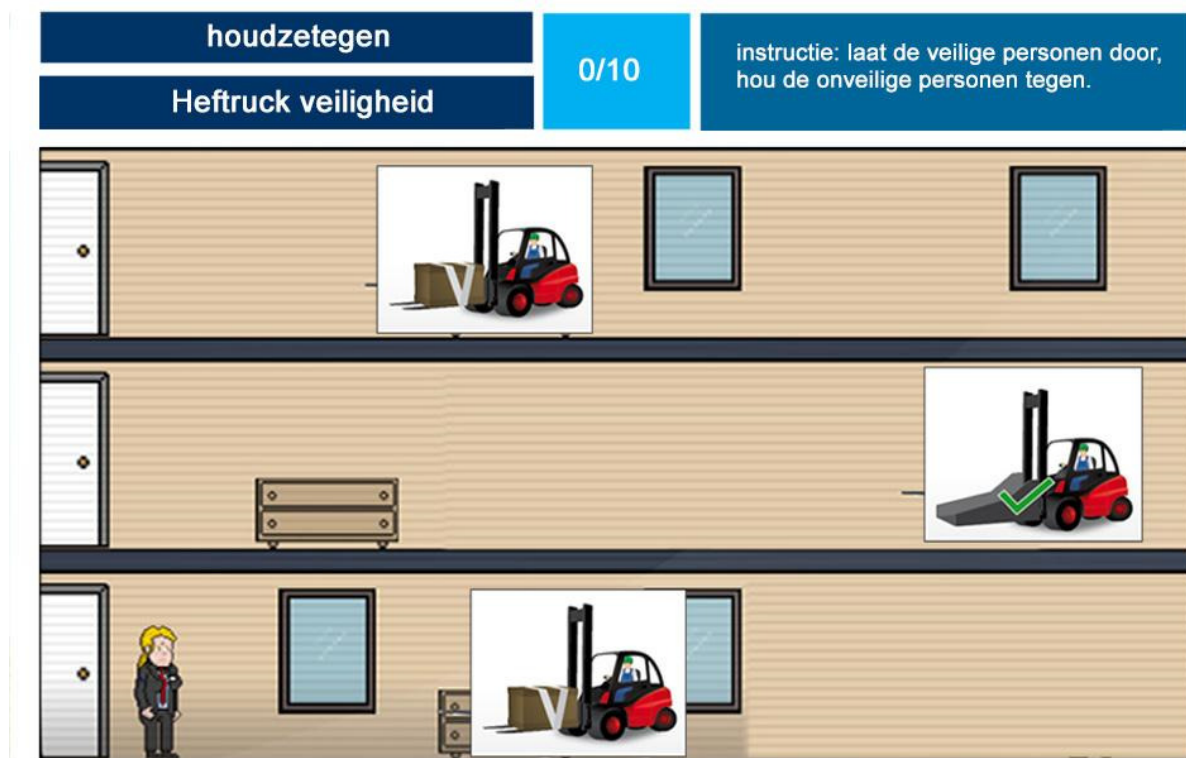 houdzetegen
Heftruck veiligheid
0/10
instructie: laat de veilige personen door,
hou de onveilige personen tegen.